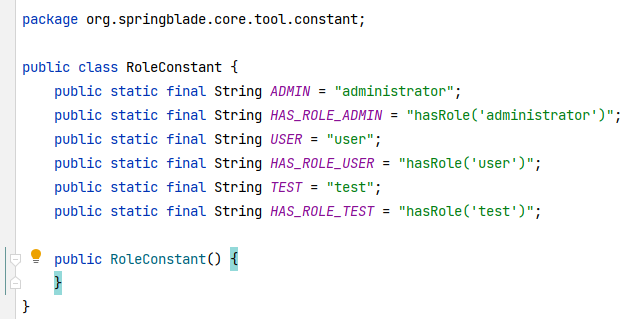 package org.springblade.core.tool.constant;
public class RoleConstant {
public static final String ADMIN = "administrator";
public static final String HAS_ROLE_ADMIN = "hasRole('administrator')";
public static final String USER = "user";
public static final String HAS_ROLE_USER = "hasRole('user')";
public static final String TEST = "test";
public static final String HAS_ROLE_TEST = "hasRole('test')";
public RoleConstant() {
}
}